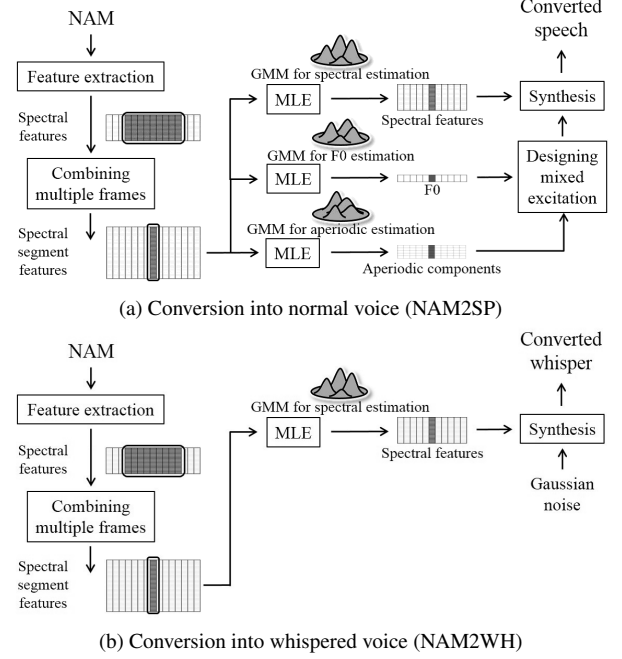 NAM
Feature extraction
Spectral
features
Combining
multiple frames
Spectral
segment
features
GMM for spectral estimation
MLE
Spectral features
GMM for F0 estimation
MLE
F0
GMM for aperiodic estimation
MLE
Aperiodic components
Converted
speech
Synthesis
Designing
mixed
excitation
(a) Conversion into normal voice (NAM2SP)
NAM
Feature extraction
Spectral
features
Combining
multiple frames
Spectral
segment
features
GMM for spectral estimation
MLE
Spectral features
Converted
whisper
Synthesis
Gaussian
noise
(b) Conversion into whispered voice (NAM2WH)